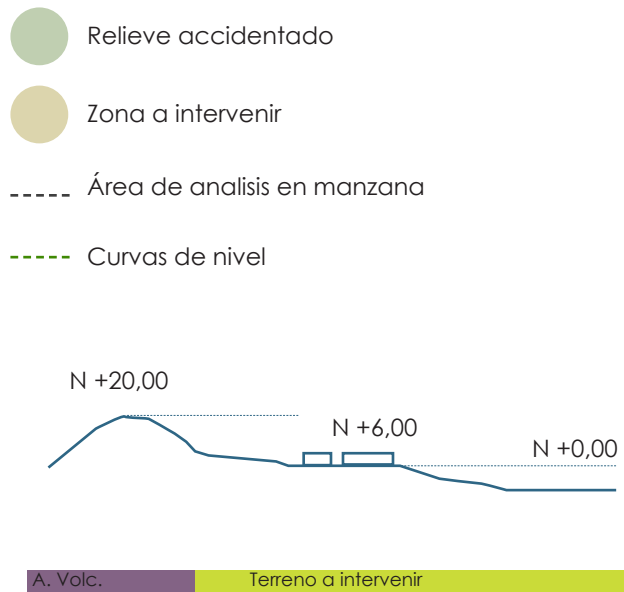 Relieve accidentado
Zona a intervenir
Área de analisis en manzana
Curvas de nivel
N +20,00
N +6,00
N +0,00
A. Volc.
Terreno a intervenir